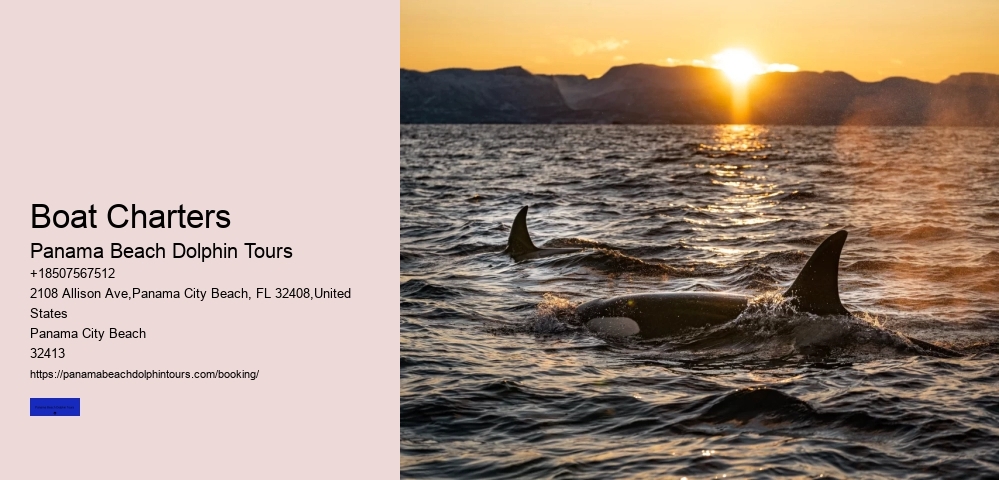 Boat Charters
Panama Beach Dolphin Tours
+18507567512
2108 Allison Ave,Panama City Beach, FL 32408,United
States
Panama City Beach
32413
https://panamabeachdolphintours.com/booking/